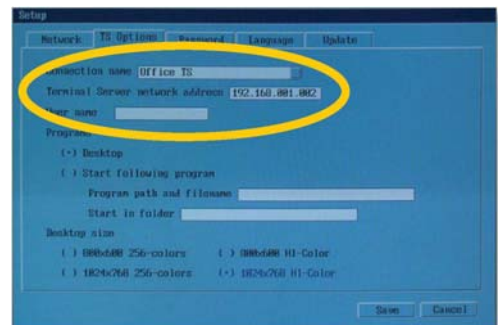 Setup
Network TS Options Password Language Update
Connection name Office TS
Terminal Server network address 192.168.001.002
User name
Program
(•) Desktop
( ) Start following program
Program path and filename
Start in folder
Desktop size
( ) 800x600 256-colors ( ) 800x600 HI-Color
( ) 1024x768 256-colors (•) 1024x768 HI-Color
Save Cancel